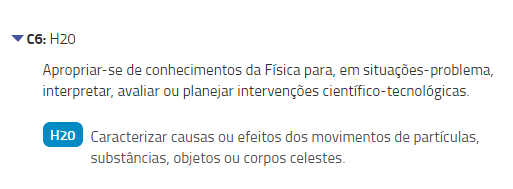 C6: H20
Apropriar-se de conhecimentos da Física para, em situações-problema,
interpretar, avaliar ou planejar intervenções científico-tecnológicas.
H20 Caracterizar causas ou efeitos dos movimentos de partículas,
substâncias, objetos ou corpos celestes.